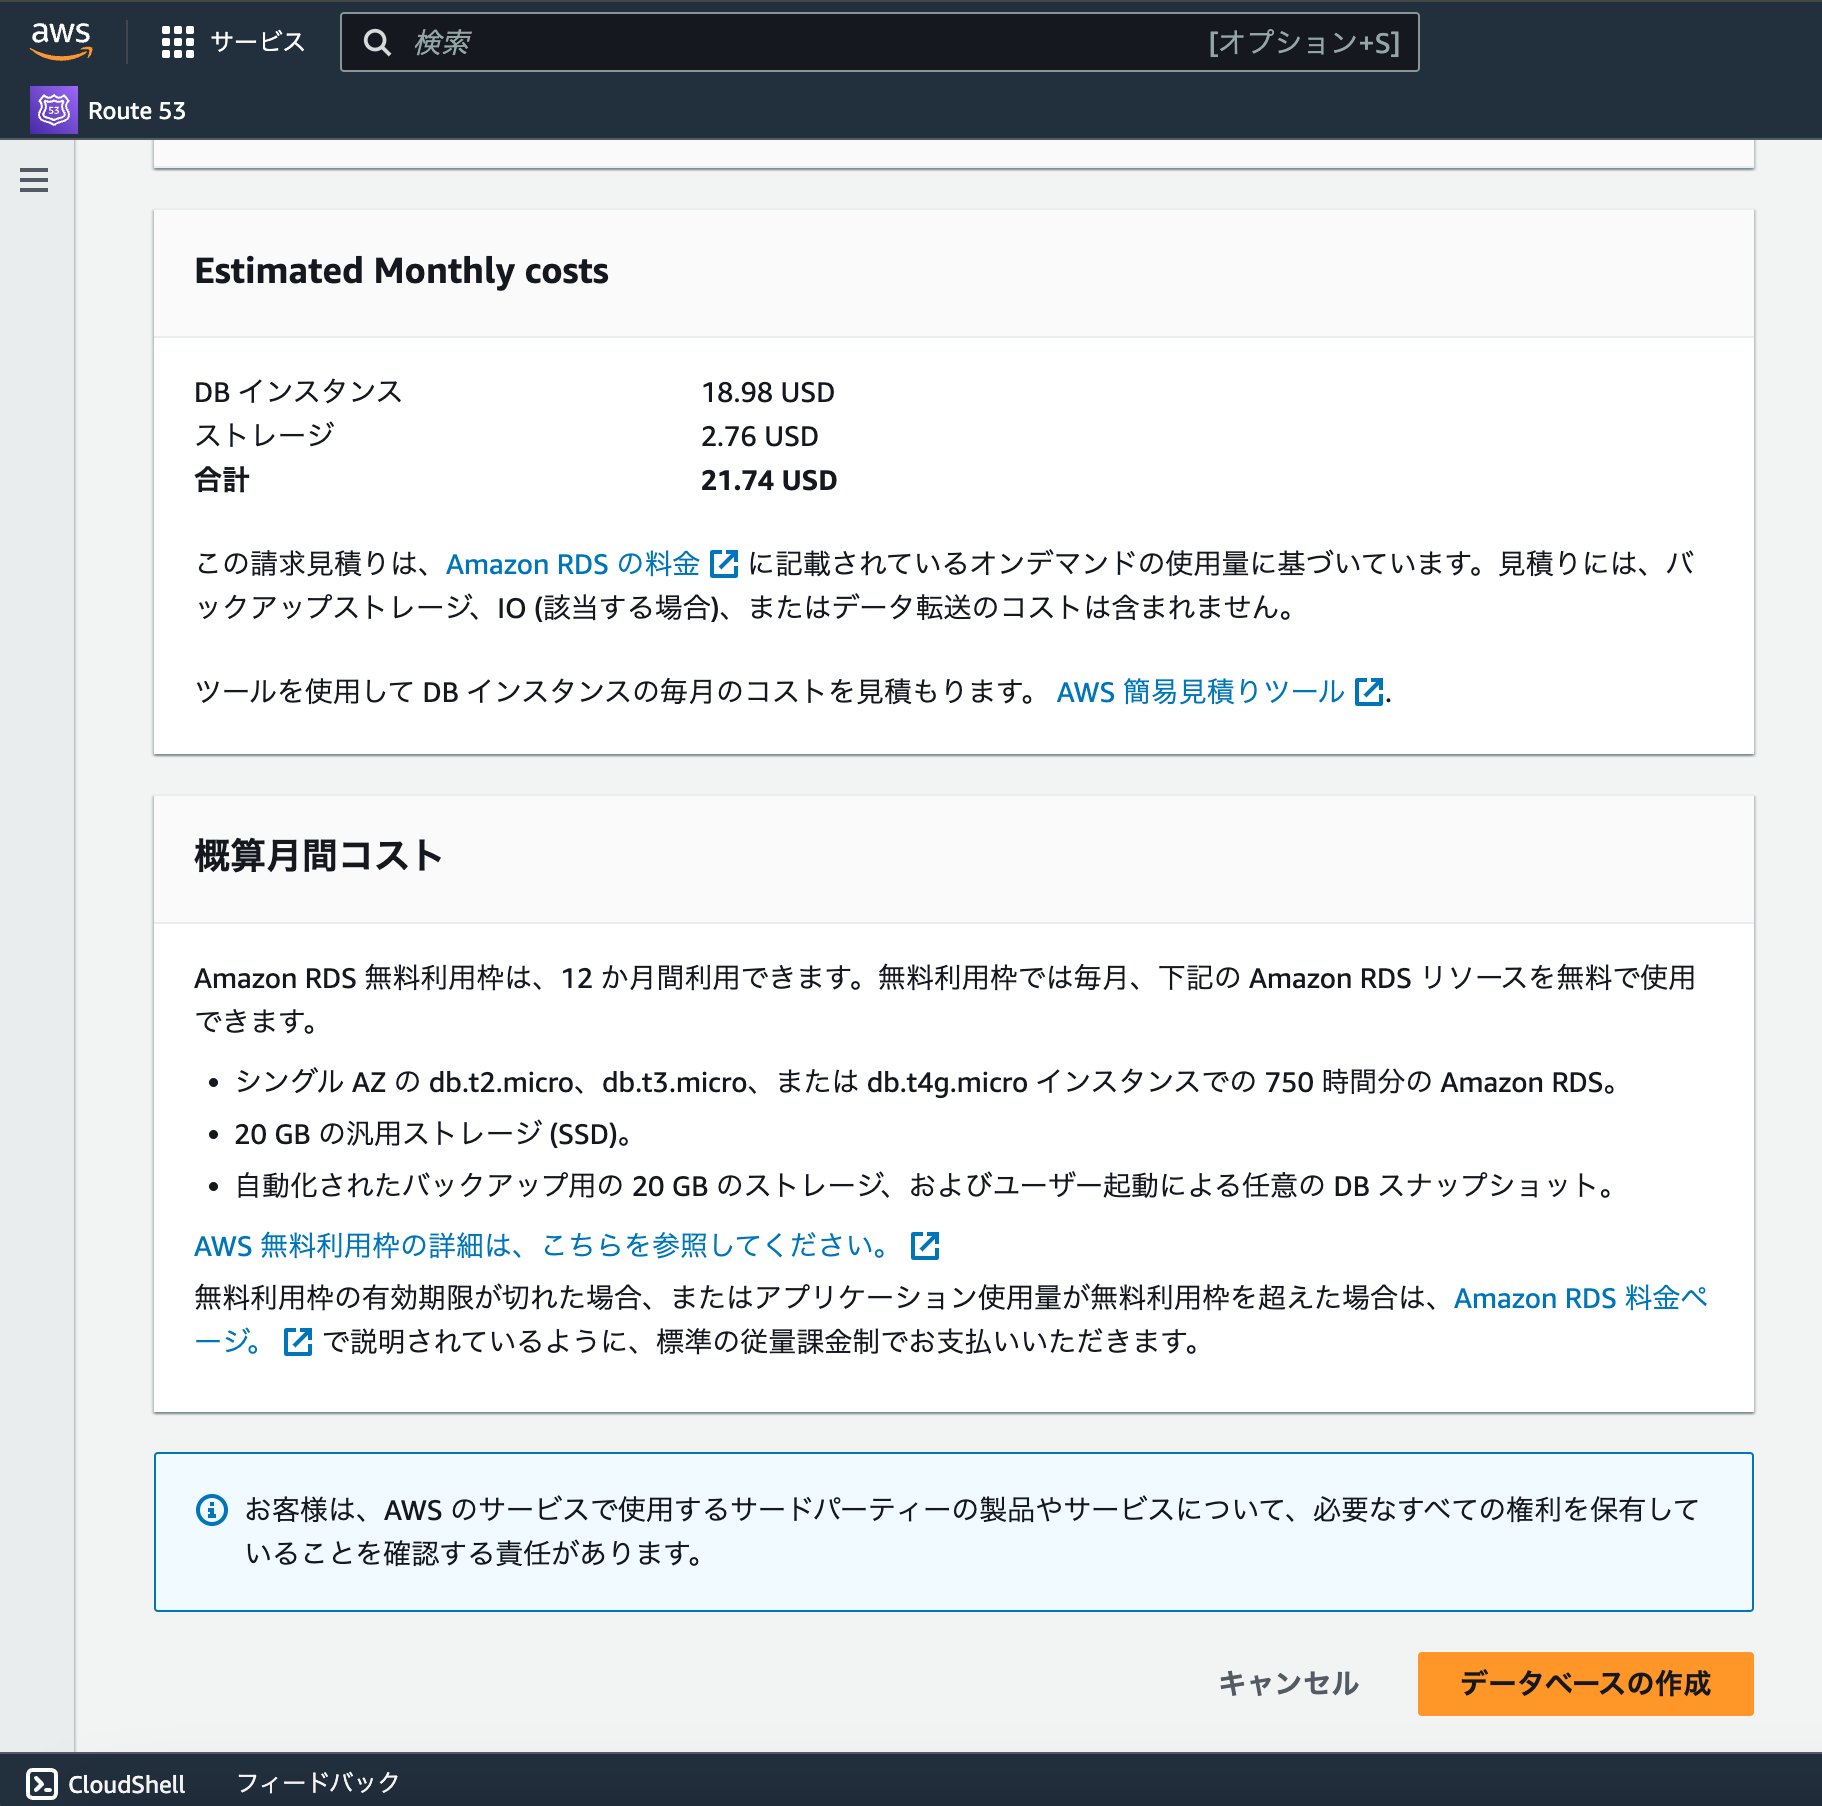 aws
サービス
検索
[オプション+S]
53
Route 53
Estimated Monthly costs
DB インスタンス 18.98 USD
ストレージ 2.76 USD
合計 21.74 USD
この請求見積りは、Amazon RDS の料金 に記載されているオンデマンドの使用量に基づいています。見積りには、バ
ックアップストレージ、IO (該当する場合)、またはデータ転送のコストは含まれません。
ツールを使用して DB インスタンスの毎月のコストを見積もります。 AWS 簡易見積りツール .
概算月間コスト
Amazon RDS 無料利用枠は、12 か月間利用できます。無料利用枠では毎月、下記の Amazon RDS リソースを無料で使用
できます。
• シングル AZ の db.t2.micro、db.t3.micro、または db.t4g.micro インスタンスでの 750 時間分の Amazon RDS。
• 20 GB の汎用ストレージ (SSD)。
• 自動化されたバックアップ用の 20 GB のストレージ、およびユーザー起動による任意の DB スナップショット。
AWS 無料利用枠の詳細は、こちらを参照してください。
無料利用枠の有効期限が切れた場合、またはアプリケーション使用量が無料利用枠を超えた場合は、Amazon RDS 料金ペ
ージ。 で説明されているように、標準の従量課金制でお支払いいただきます。
お客様は、AWS のサービスで使用するサードパーティーの製品やサービスについて、必要なすべての権利を保有して
いることを確認する責任があります。
キャンセル
データベースの作成
CloudShell
フィードバック